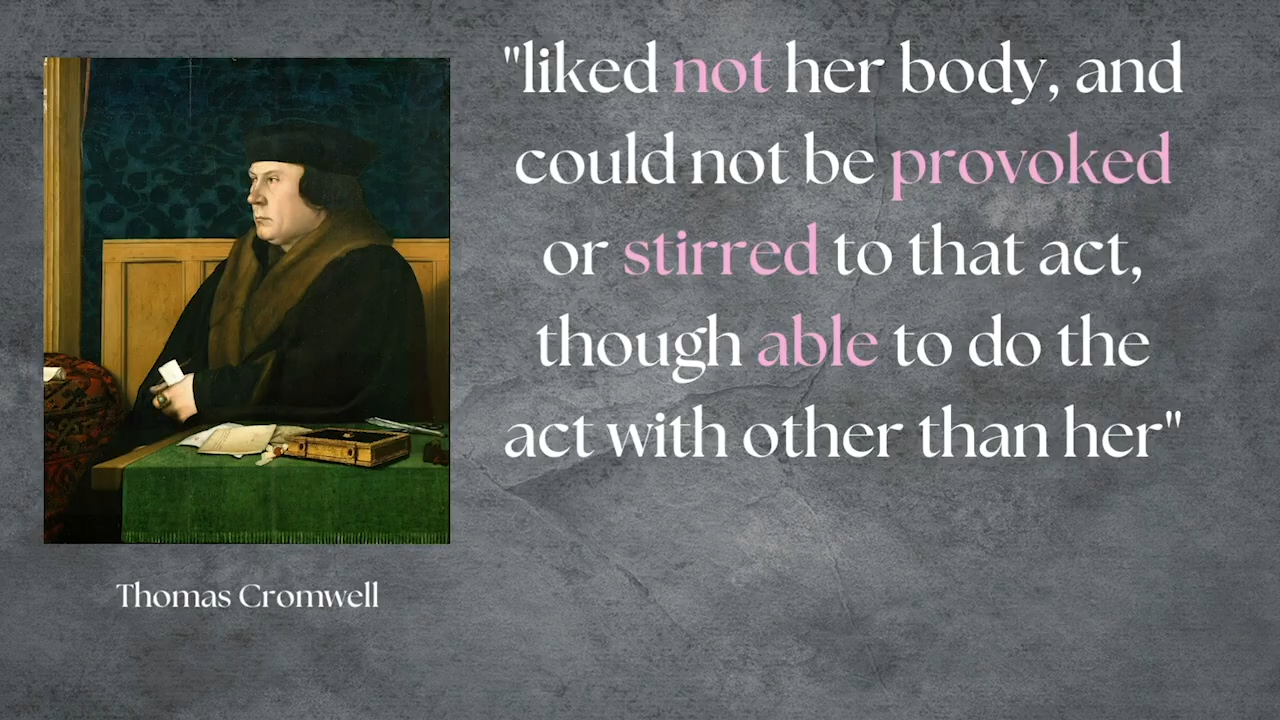 "liked not her body, and
could not be provoked
or stirred to that act,
though able to do the
act with other than her"
Thomas Cromwell